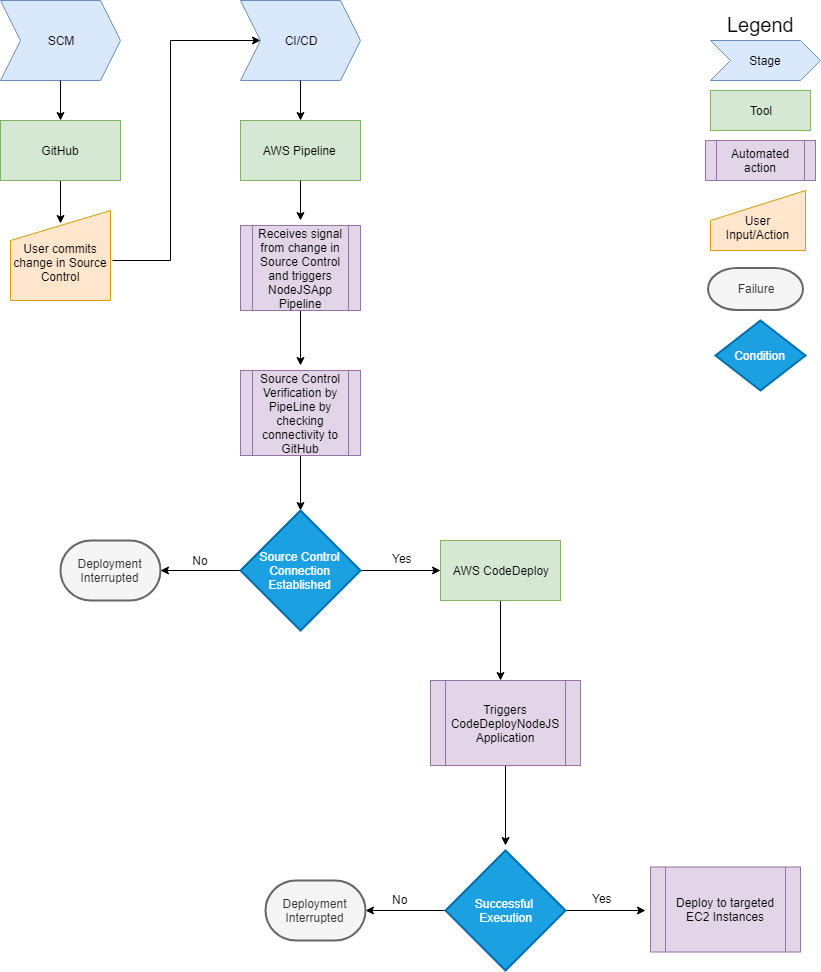 SCM
CI/CD
Legend
Stage
GitHub
AWS Pipeline
Tool
Automated
action
User commits
change in Source
Control
Receives signal
from change in
Source Control
and triggers
NodeJSApp
Pipeline
User
Input/Action
Failure
Condition
Source Control
Verification by
PipeLine by
checking
connectivity to
GitHub
Deployment
Interrupted
No
Source Control
Connection
Established
Yes
AWS CodeDeploy
Triggers
CodeDeployNodeJS
Application
Deployment
Interrupted
No
Successful
Execution
Yes
Deploy to targeted
EC2 Instances